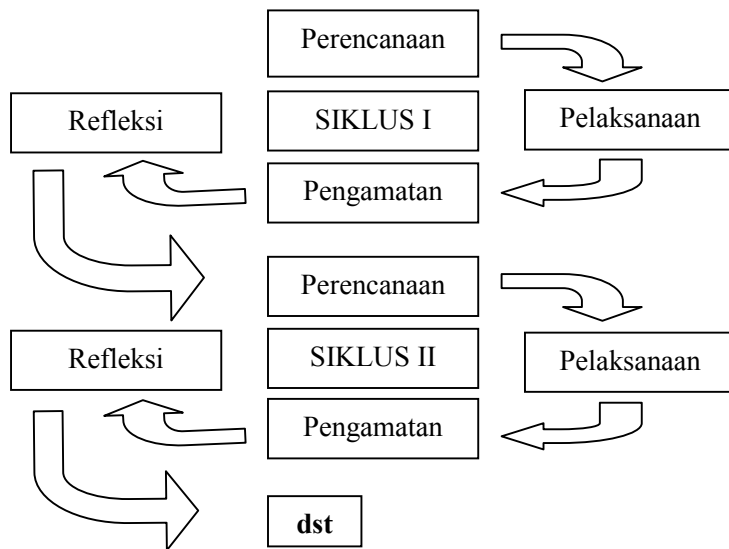 Perencanaan
Refleksi
SIKLUS I
Pelaksanaan
Pengamatan
Perencanaan
Refleksi
SIKLUS II
Pelaksanaan
Pengamatan
dst